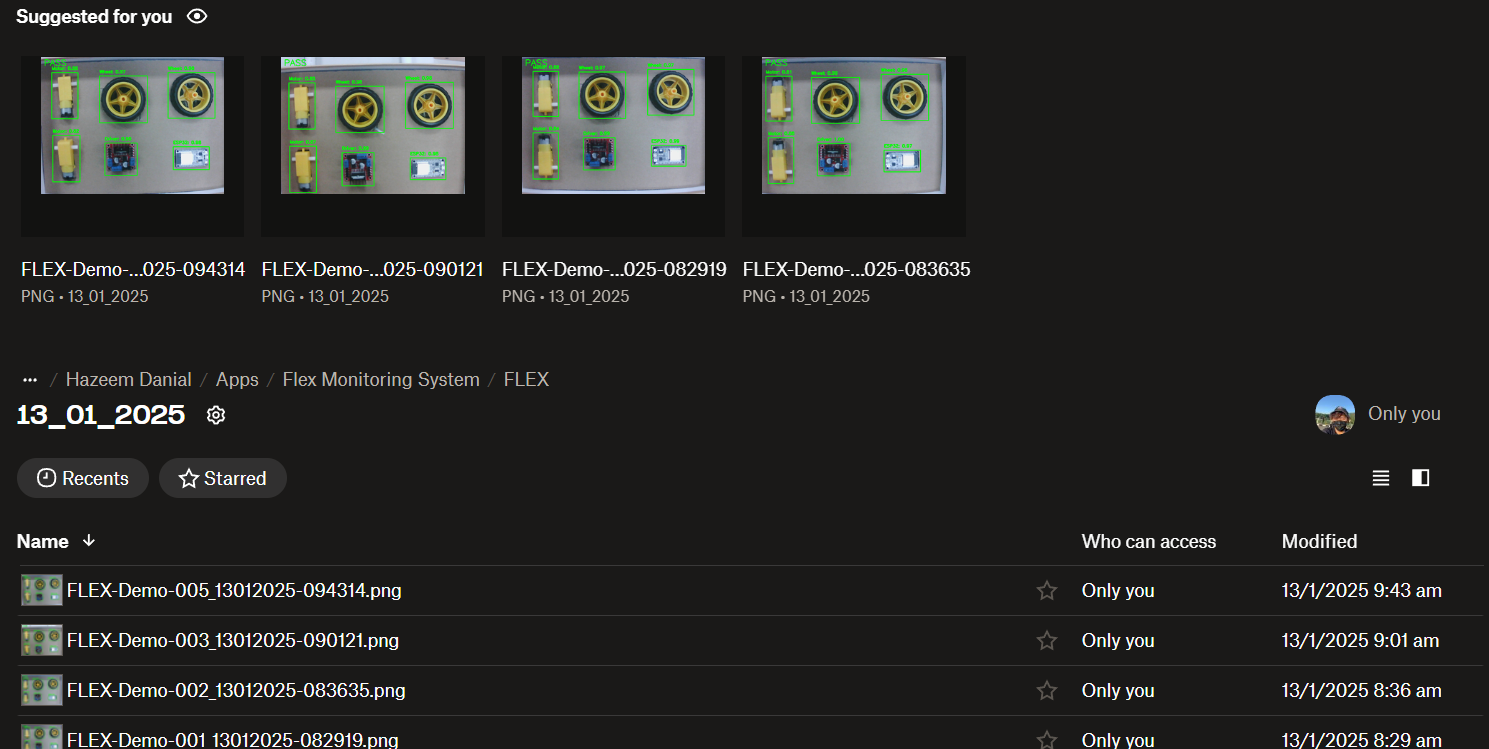 Suggested for you
PASS
PASS
PASS
PASS
FLEX-Demo-...025-094314
PNG • 13_01_2025
FLEX-Demo-...025-090121
PNG • 13_01_2025
FLEX-Demo-...025-082919
PNG • 13_01_2025
FLEX-Demo-...025-083635
PNG • 13_01_2025
... / Hazeem Danial / Apps / Flex Monitoring System / FLEX
13_01_2025
Only you
Recents
Starred
Name
Who can access
Modified
FLEX-Demo-005_13012025-094314.png
Only you
13/1/2025 9:43 am
FLEX-Demo-003_13012025-090121.png
Only you
13/1/2025 9:01 am
FLEX-Demo-002_13012025-083635.png
Only you
13/1/2025 8:36 am
FLEX-Demo-001_13012025-082919.png
Only you
13/1/2025 8:29 am